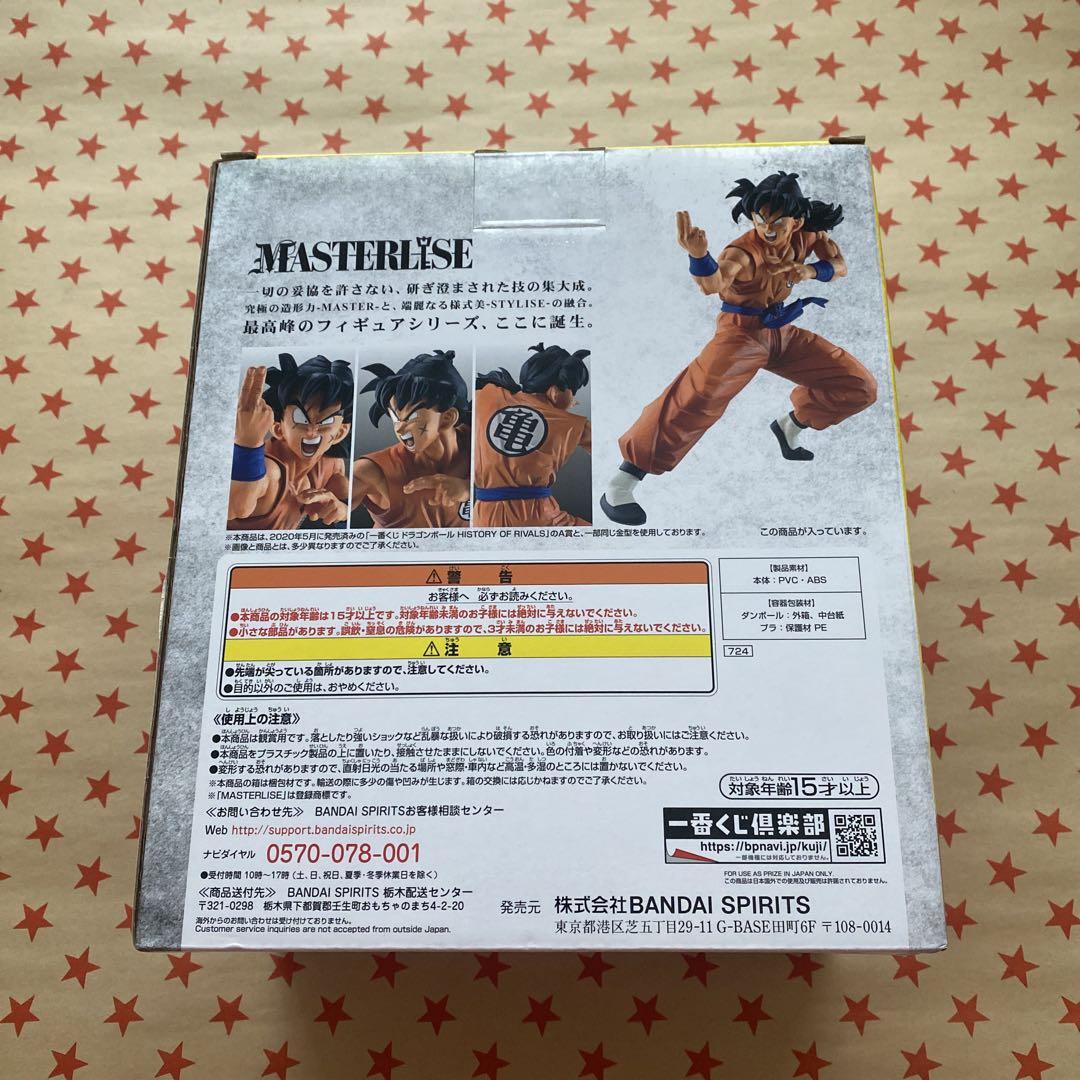 MASTERLISE
一切の妥協を許さない、研ぎ澄まされた技の集大成。
究極の造形力-MASTER-と、端麗なる様式美-STYLISE-の融合。
最高峰のフィギュアシリーズ、ここに誕生。
亀
※本商品は、2020年5月に発売済みの「一番くじ ドラゴンボール HISTORY OF RIVALS」のA賞と、一部同じ金型を使用しております。
※画像と商品とは、多少異なりますのでご了承ください。
この商品が入っています。
⚠警告
お客様へ 必ずお読みください。
●本商品の対象年齢は15才以上です。対象年齢未満のお子様には絶対に与えないでください。
●小さな部品があります。誤飲・窒息の危険がありますので、3才未満のお子様には絶対に与えないでください。
⚠注意
●先端が尖っている箇所がありますので、注意してください。
●目的以外のご使用は、おやめください。
【製品素材】
本体：PVC・ABS
【容器包装材】
ダンボール：外箱、中台紙
プラ：保護材 PE
724
《使用上の注意》
●本商品は観賞用です。落としたり強いショックなど乱暴な扱いにより破損する恐れがありますので、お取り扱いにはご注意ください。
●本商品をプラスチック製品の上に置いたり、接触させたままにしないでください。色の付着や変形などの恐れがあります。
●変形する恐れがありますので、直射日光の当たる場所や窓際・車内など高温・多湿のところには置かないでください。
※本商品の箱は梱包材です。輸送の際に多少の傷や凹みが生じます。箱の交換には応じかねますのでご了承ください。
※「MASTERLISE」は登録商標です。
対象年齢15才以上
≪お問い合わせ先≫ BANDAI SPIRITSお客様相談センター
Web http://support.bandaispirits.co.jp
ナビダイヤル 0570-078-001
●受付時間 10時〜17時（土、日、祝日、夏季・冬季休業日を除く）
≪商品送付先≫ BANDAI SPIRITS 栃木配送センター
〒321-0298 栃木県下都賀郡壬生町おもちゃのまち4-2-20
海外からのお問い合わせは受け付けておりません。
Customer service inquiries are not accepted from outside Japan.
一番くじ倶楽部
https://bpnavi.jp/kuji/
一部機種には対応しておりません。
FOR USE AS PRIZE IN JAPAN ONLY.
この商品は日本国外での使用及び販売は許諾されておりません。
発売元 株式会社BANDAI SPIRITS
東京都港区芝五丁目29-11 G-BASE田町6F 〒108-0014